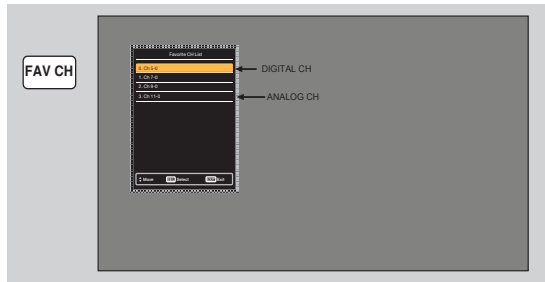 FAV CH
Favorite CH List
0. Ch 5-0
DIGITAL CH
1. Ch 7-0
2. Ch 9-0
3. Ch 11-0
ANALOG CH
Move Select Exit